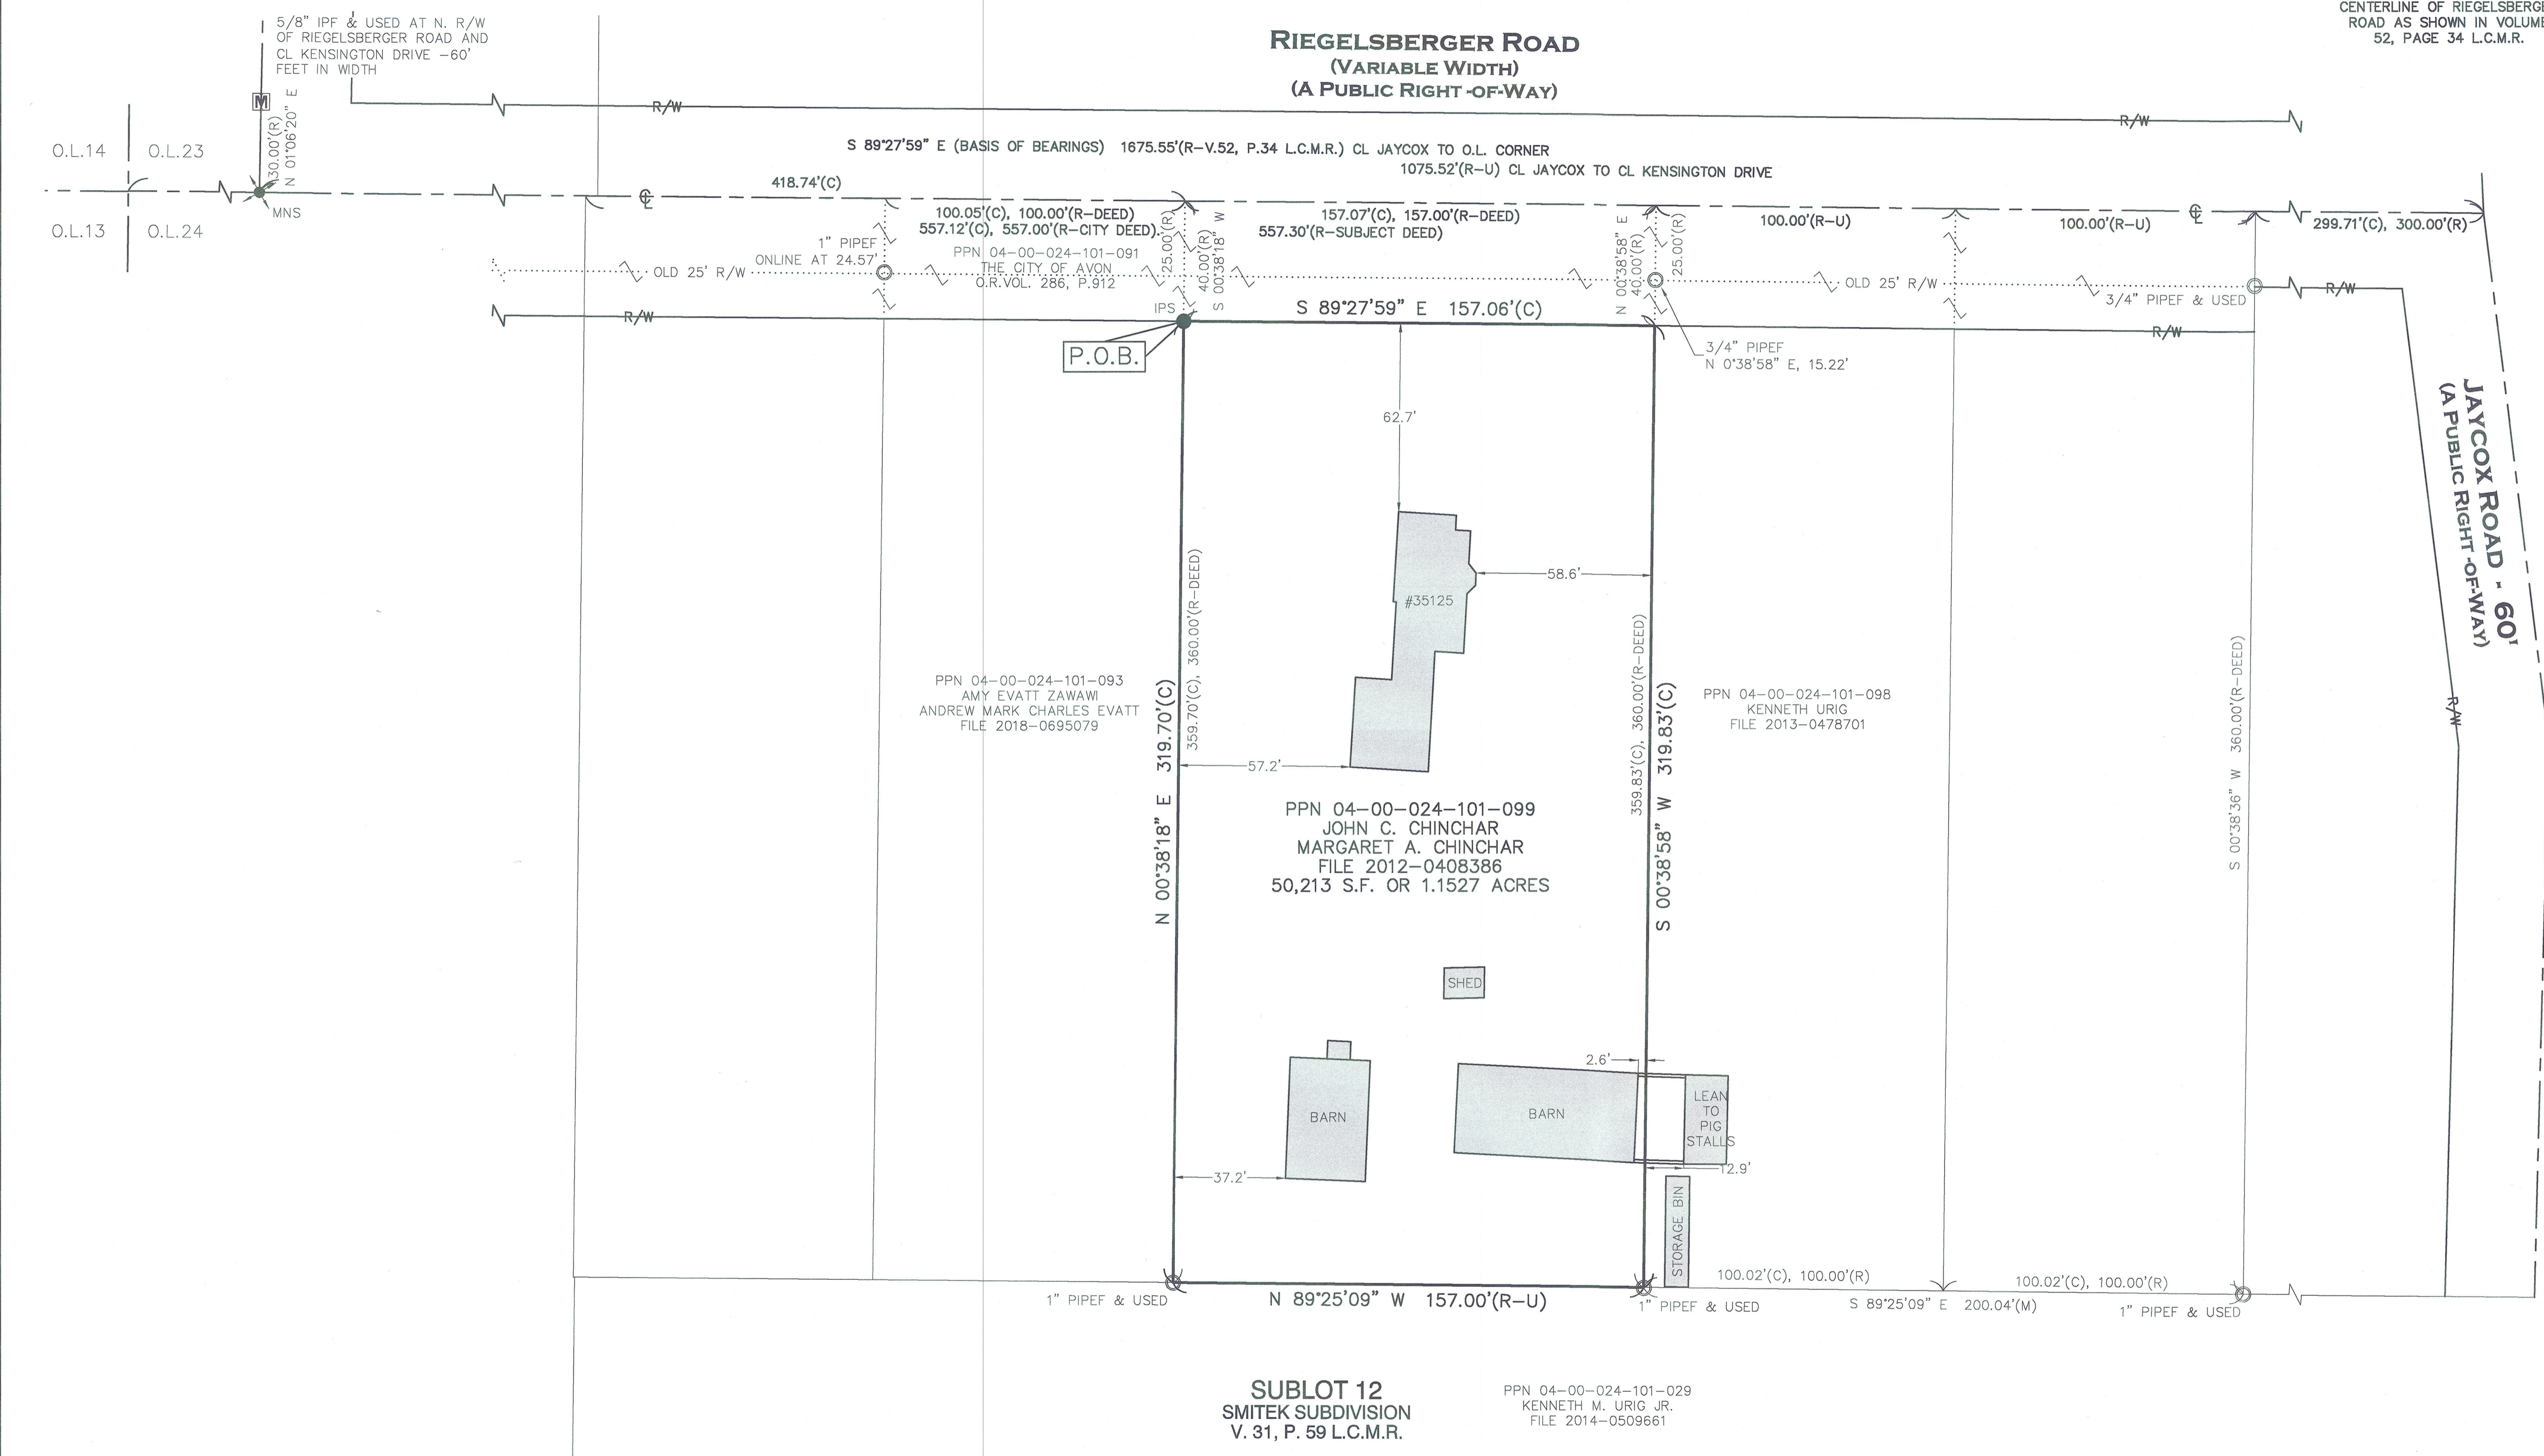 5/8" IPF & USED AT N. R/W
OF RIEGELSBERGER ROAD AND
CL KENSINGTON DRIVE -60'
FEET IN WIDTH
RIEGELSBERGER ROAD
(VARIABLE WIDTH)
(A PUBLIC RIGHT-OF-WAY)
ROAD AS SHOWN IN VOLUME
52, PAGE 34 L.C.M.R.
CENTERLINE OF RIEGELSBERGE
M
R/W
R/W
30.00'(R)
N 01°06'20" E
O.L.14
O.L.23
O.L.13
O.L.24
MNS
S 89°27'59" E (BASIS OF BEARINGS) 1675.55'(R-V.52, P.34 L.C.M.R.) CL JAYCOX TO O.L. CORNER
1075.52'(R-U) CL JAYCOX TO CL KENSINGTON DRIVE
418.74'(C)
100.05'(C), 100.00'(R-DEED)
557.12'(C), 557.00'(R-CITY DEED)
157.07'(C), 157.00'(R-DEED)
557.30'(R-SUBJECT DEED)
100.00'(R-U)
100.00'(R-U)
299.71'(C), 300.00'(R)
1" PIPEF
ONLINE AT 24.57'
PPN 04-00-024-101-091
THE CITY OF AVON
O.R.VOL. 286, P.912
25.00'(R)
40.00'(R)
S 00°38'18" W
N 00°38'58" E
40.00'(R)
25.00'(R)
OLD 25' R/W
OLD 25' R/W
3/4" PIPEF & USED
R/W
R/W
IPS
S 89°27'59" E 157.06'(C)
R/W
P.O.B.
3/4" PIPEF
N 0°38'58" E, 15.22'
JAYCOX ROAD - 60'
(A PUBLIC RIGHT-OF-WAY)
R/W
62.7'
58.6'
#35125
57.2'
N 00°38'18" E 319.70'(C)
359.70'(C), 360.00'(R-DEED)
359.83'(C), 360.00'(R-DEED)
S 00°38'58" W 319.83'(C)
S 00°38'36" W 360.00'(R-DEED)
PPN 04-00-024-101-093
AMY EVATT ZAWAWI
ANDREW MARK CHARLES EVATT
FILE 2018-0695079
PPN 04-00-024-101-098
KENNETH URIG
FILE 2013-0478701
PPN 04-00-024-101-099
JOHN C. CHINCHAR
MARGARET A. CHINCHAR
FILE 2012-0408386
50,213 S.F. OR 1.1527 ACRES
SHED
2.6'
BARN
BARN
LEAN
TO
PIG
STALLS
12.9'
37.2'
STORAGE BIN
1" PIPEF & USED
N 89°25'09" W 157.00'(R-U)
1" PIPEF & USED
100.02'(C), 100.00'(R)
100.02'(C), 100.00'(R)
S 89°25'09" E 200.04'(M)
1" PIPEF & USED
SUBLOT 12
SMITEK SUBDIVISION
V. 31, P. 59 L.C.M.R.
PPN 04-00-024-101-029
KENNETH M. URIG JR.
FILE 2014-0509661